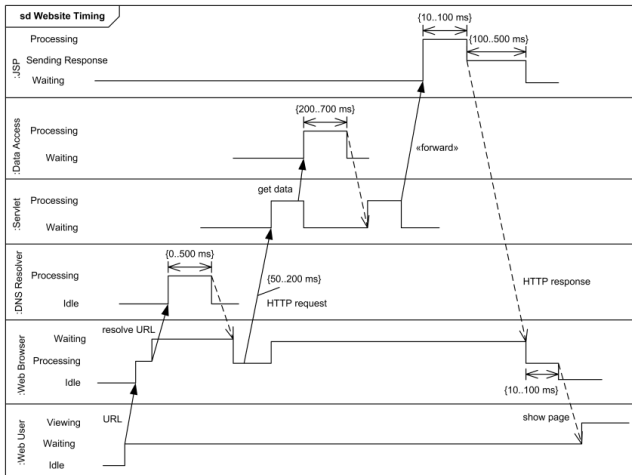 sd Website Timing
{10..100 ms}
{100..500 ms}
:JSP
Processing
Sending Response
Waiting
:Data Access
{200..700 ms}
Processing
Waiting
«forward»
:Servlet
get data
Processing
Waiting
:DNS Resolver
{0..500 ms}
Processing
Idle
{50..200 ms}
HTTP request
HTTP response
:Web Browser
resolve URL
Waiting
Processing
Idle
{10..100 ms}
:Web User
URL
show page
Viewing
Waiting
Idle